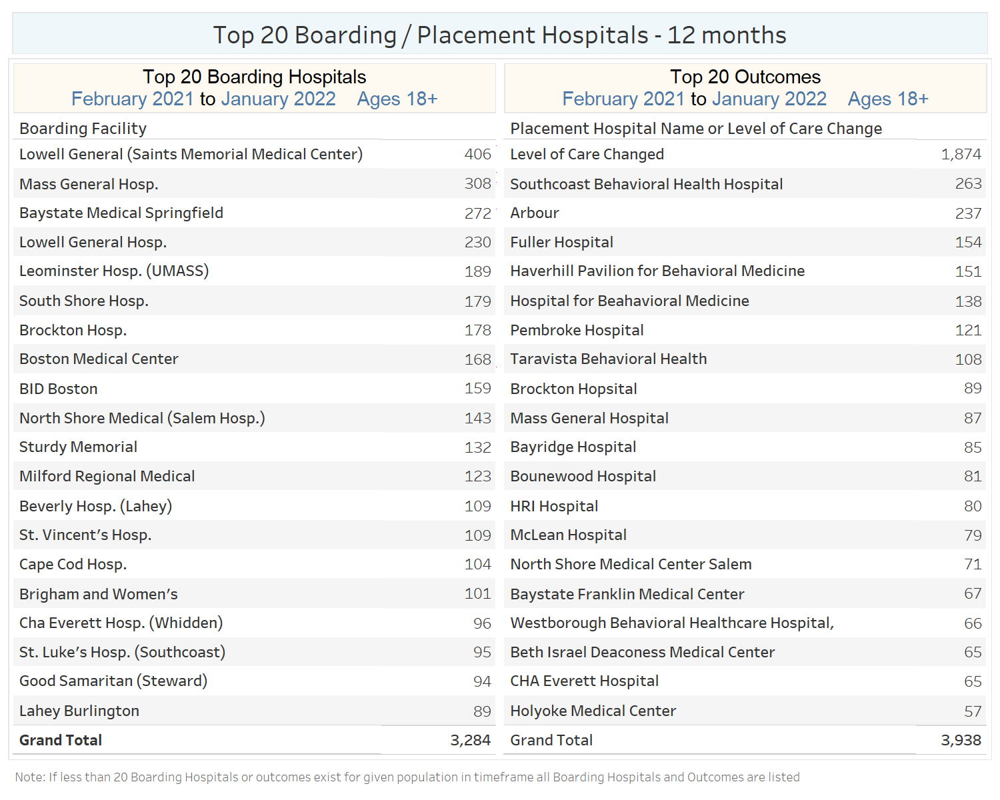 Top 20 Boarding / Placement Hospitals - 12 months
Top 20 Boarding Hospitals
February 2021 to January 2022 Ages 18+
Boarding Facility
Lowell General (Saints Memorial Medical Center) 406
Mass General Hosp. 308
Baystate Medical Springfield 272
Lowell General Hosp. 230
Leominster Hosp. (UMASS) 189
South Shore Hosp. 179
Brockton Hosp. 178
Boston Medical Center 168
BID Boston 159
North Shore Medical (Salem Hosp.) 143
Sturdy Memorial 132
Milford Regional Medical 123
Beverly Hosp. (Lahey) 109
St. Vincent's Hosp. 109
Cape Cod Hosp. 104
Brigham and Women's 101
Cha Everett Hosp. (Whidden) 96
St. Luke's Hosp. (Southcoast) 95
Good Samaritan (Steward) 94
Lahey Burlington 89
Grand Total 3,284
Top 20 Outcomes
February 2021 to January 2022 Ages 18+
Placement Hospital Name or Level of Care Change
Level of Care Changed 1,874
Southcoast Behavioral Health Hospital 263
Arbour 237
Fuller Hospital 154
Haverhill Pavilion for Behavioral Medicine 151
Hospital for Beahavioral Medicine 138
Pembroke Hospital 121
Taravista Behavioral Health 108
Brockton Hopsital 89
Mass General Hospital 87
Bayridge Hospital 85
Bounewood Hospital 81
HRI Hospital 80
McLean Hospital 79
North Shore Medical Center Salem 71
Baystate Franklin Medical Center 67
Westborough Behavioral Healthcare Hospital, 66
Beth Israel Deaconess Medical Center 65
CHA Everett Hospital 65
Holyoke Medical Center 57
Grand Total 3,938
Note: If less than 20 Boarding Hospitals or outcomes exist for given population in timeframe all Boarding Hospitals and Outcomes are listed